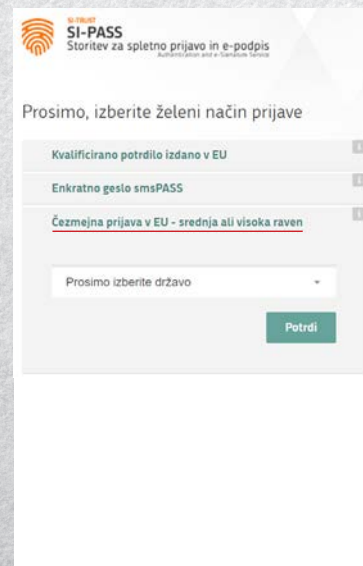 SI-TRUST
SI-PASS
Storitev za spletno prijavo in e-podpis
Authentication and e-Signature Service
Prosimo, izberite želeni način prijave
Kvalificirano potrdilo izdano v EU
Enkratno geslo smsPASS
Čezmejna prijava v EU - srednja ali visoka raven
Prosimo izberite državo
Potrdi